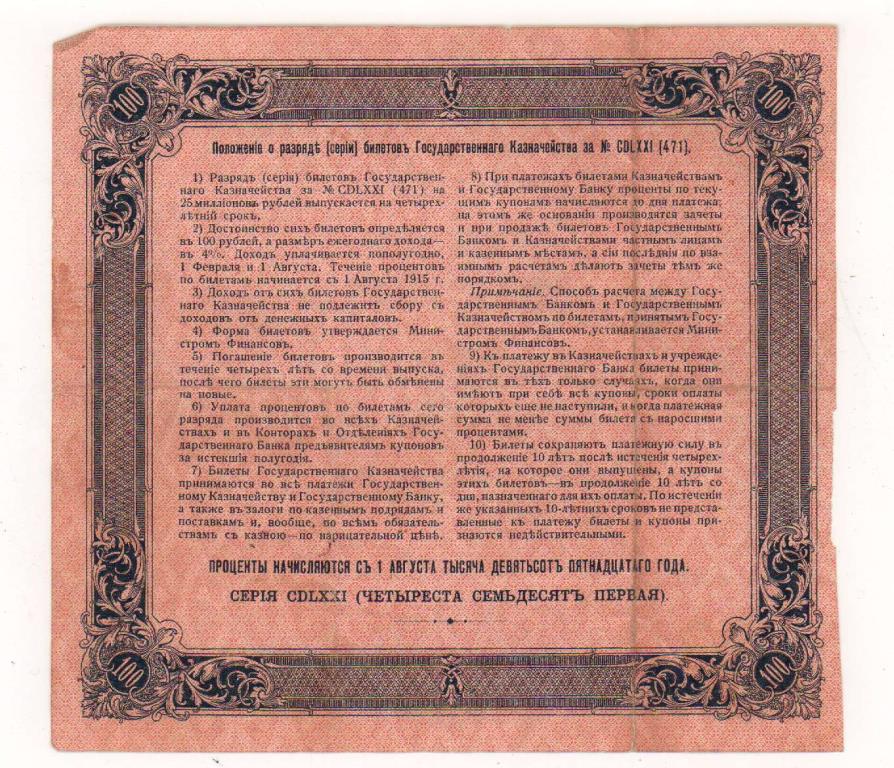 100
100
Положеніе о разрядѣ [серіи] билетовъ Государственнаго Казначейства за № CDLXXI (471).
1) Разрядъ (серія) билетовъ Государствен-
наго Казначейства за № CDLXXI (471) на
25 милліоновъ рублей выпускается на четырех-
лѣтній срокъ.
2) Достоинство сихъ билетовъ опредѣляется
въ 100 рублей, а размѣръ ежегоднаго дохода—
въ 4%. Доходъ уплачивается пополугодно,
1 Февраля и 1 Августа. Теченіе процентовъ
по билетамъ начинается съ 1 Августа 1915 г.
3) Доходъ отъ сихъ билетовъ Государствен-
наго Казначейства не подлежитъ сбору съ
доходовъ отъ денежныхъ капиталовъ.
4) Форма билетовъ утверждается Мини-
стромъ Финансовъ.
5) Погашеніе билетовъ производится въ
теченіе четырехъ лѣтъ со времени выпуска,
послѣ чего билеты эти могутъ быть обмѣнены
на новые.
6) Уплата процентовъ по билетамъ сего
разряда производится во всѣхъ Казначей-
ствахъ и въ Конторахъ и Отдѣленіяхъ Госу-
дарственнаго Банка предъявителямъ купоновъ
за истекшія полугодія.
7) Билеты Государственнаго Казначейства
принимаются во всѣ платежи Государствен-
ному Казначейству и Государственному Банку,
а также въ залоги по казеннымъ подрядамъ и
поставкамъ и, вообще, по всѣмъ обязатель-
ствамъ съ казною—по нарицательной цѣнѣ.
8) При платежахъ билетами Казначействамъ
и Государственному Банку проценты по теку-
щимъ купонамъ начисляются до дня платежа;
на этомъ же основаніи производятся зачеты
и при продажѣ билетовъ Государственнымъ
Банкомъ и Казначействами частнымъ лицамъ
и казеннымъ мѣстамъ, а сіи послѣднія по вза-
имнымъ расчетамъ дѣлаютъ зачеты тѣмъ же
порядкомъ.
Примѣчаніе. Способъ расчета между Госу-
дарственнымъ Банкомъ и Государственнымъ
Казначействомъ по билетамъ, принятымъ Госу-
дарственнымъ Банкомъ, устанавливается Мини-
стромъ Финансовъ.
9) Къ платежу въ Казначействахъ и учрежде-
ніяхъ Государственнаго Банка билеты прини-
маются въ тѣхъ только случаяхъ, когда они
имѣютъ при себѣ всѣ купоны, сроки оплаты
которыхъ еще не наступили, и когда платежная
сумма не менѣе суммы билета съ наросшими
процентами.
10) Билеты сохраняютъ платежную силу въ
продолженіе 10 лѣтъ послѣ истеченія четырех-
лѣтія, на которое они выпущены, а купоны
этихъ билетовъ—въ продолженіе 10 лѣтъ со
дня, назначеннаго для ихъ оплаты. По истеченіи
же указанныхъ 10-лѣтнихъ сроковъ не предста-
вленные къ платежу билеты и купоны при-
знаются недѣйствительными.
ПРОЦЕНТЫ НАЧИСЛЯЮТСЯ СЪ 1 АВГУСТА ТЫСЯЧА ДЕВЯТЬСОТЪ ПЯТНАДЦАТАГО ГОДА.
СЕРІЯ CDLXXI (ЧЕТЫРЕСТА СЕМЬДЕСЯТЪ ПЕРВАЯ).
100
100